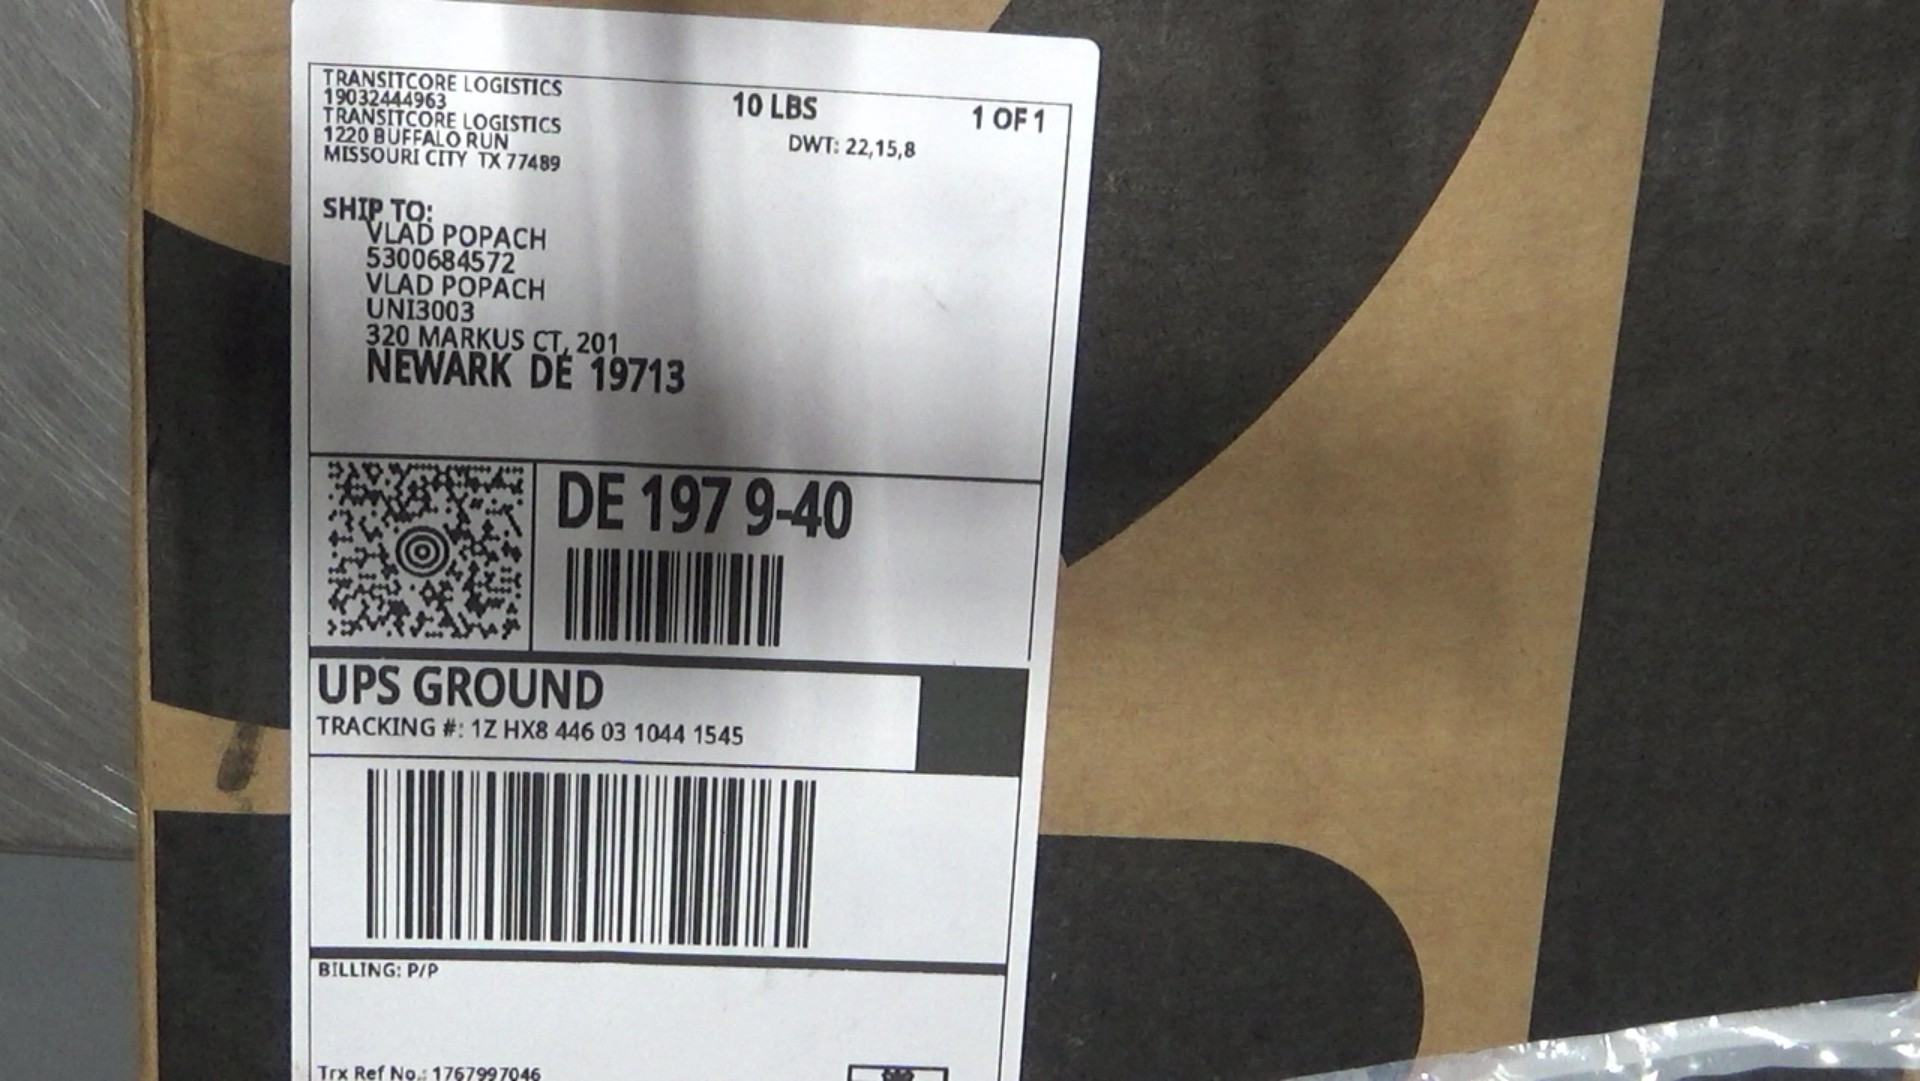 TRANSITCORE LOGISTICS
19032444963
TRANSITCORE LOGISTICS
1220 BUFFALO RUN
MISSOURI CITY TX 77489
10 LBS
1 OF 1
DWT: 22,15,8
SHIP TO:
VLAD POPACH
5300684572
VLAD POPACH
UNI3003
320 MARKUS CT, 201
NEWARK DE 19713
DE 197 9-40
UPS GROUND
TRACKING #: 1Z HX8 446 03 1044 1545
BILLING: P/P
Trx Ref No.: 1767997046